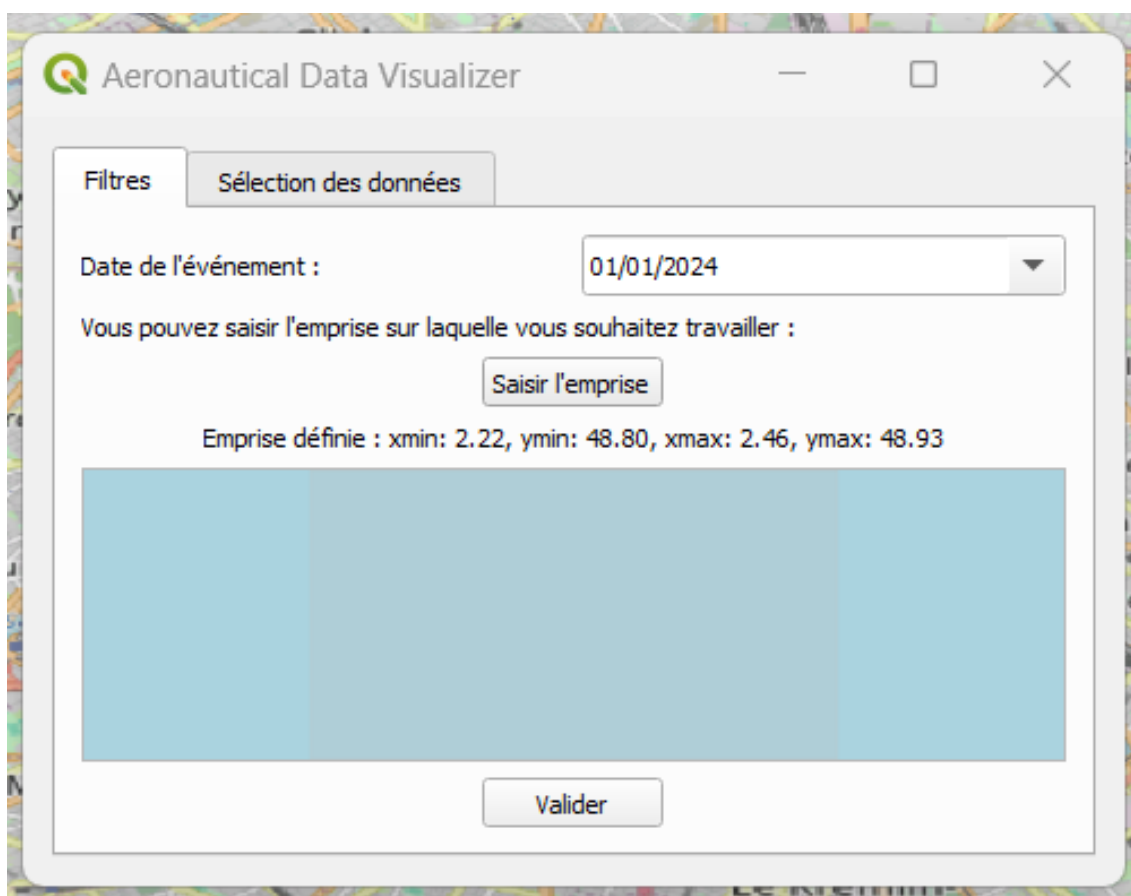 Aeronautical Data Visualizer
Filtres
Sélection des données
Date de l'événement :
01/01/2024
Vous pouvez saisir l'emprise sur laquelle vous souhaitez travailler :
Saisir l'emprise
Emprise définie : xmin: 2.22, ymin: 48.80, xmax: 2.46, ymax: 48.93
Valider